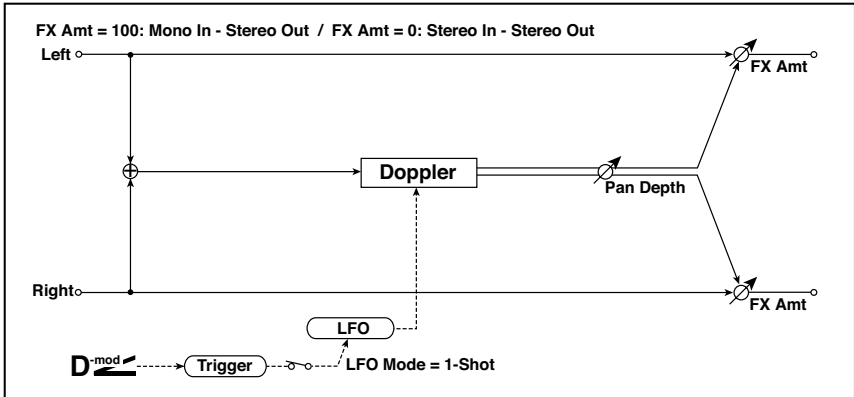 FX Amt = 100: Mono In - Stereo Out / FX Amt = 0: Stereo In - Stereo Out
Left
FX Amt
Doppler
Pan Depth
Right
FX Amt
LFO
D-mod
Trigger
LFO Mode = 1-Shot